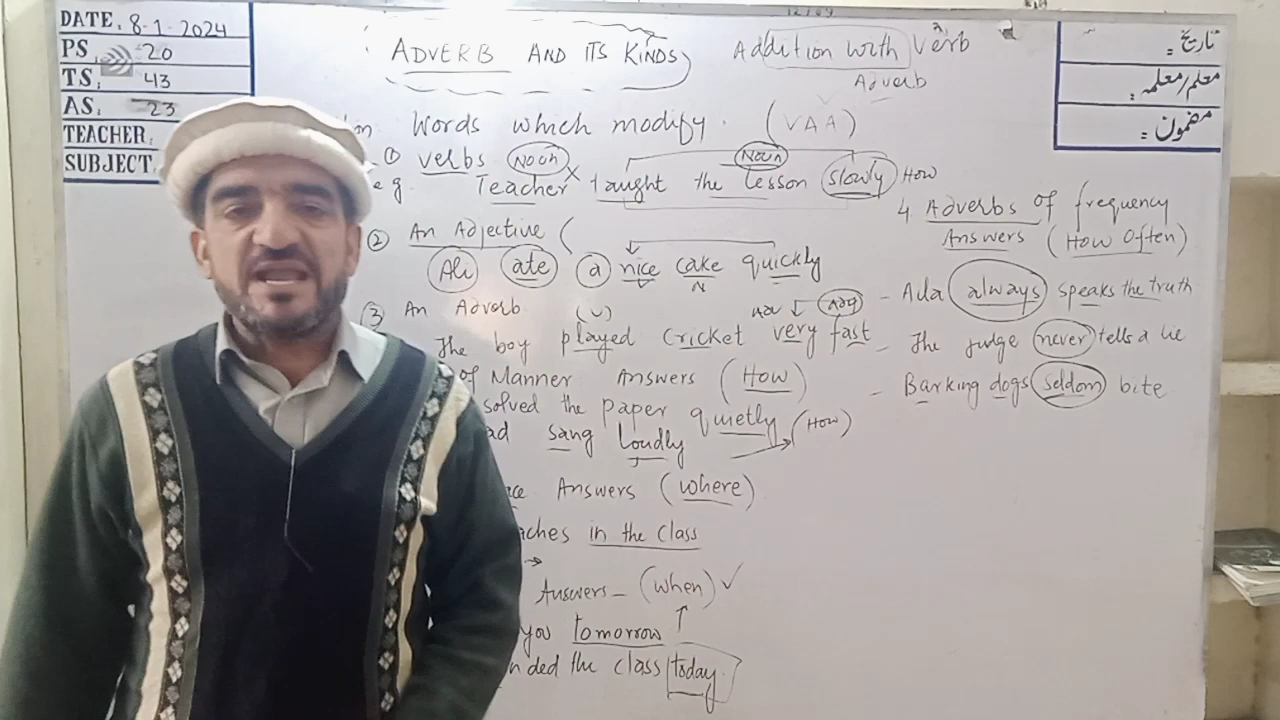 DATE. 8-1-2024
PS, 20
TS, 43
AS, 23
TEACHER.
SUBJECT.
ADVERB AND ITS KINDS
Addition with Verb
Adverb
Words which modify. (VAA)
① verbs Noun Noun
e.g. Teacher x taught the lesson slowly How
② An Adjective (
Ali ate a nice cake quickly
N
③ An Adverb (v) Adv
The boy played cricket very fast
of Manner Answers (How)
solved the paper quietly
sang loudly (How)
Answers (where)
aches in the class
Answers – (when) ✓
you tomorrow
nded the class today.
4 Adverbs of frequency
Answers (How Often)
– Ada always speaks the truth
– The judge never tells a lie
– Barking dogs seldom bite
تاریخ :
معلم/معلمہ :
مضمون :